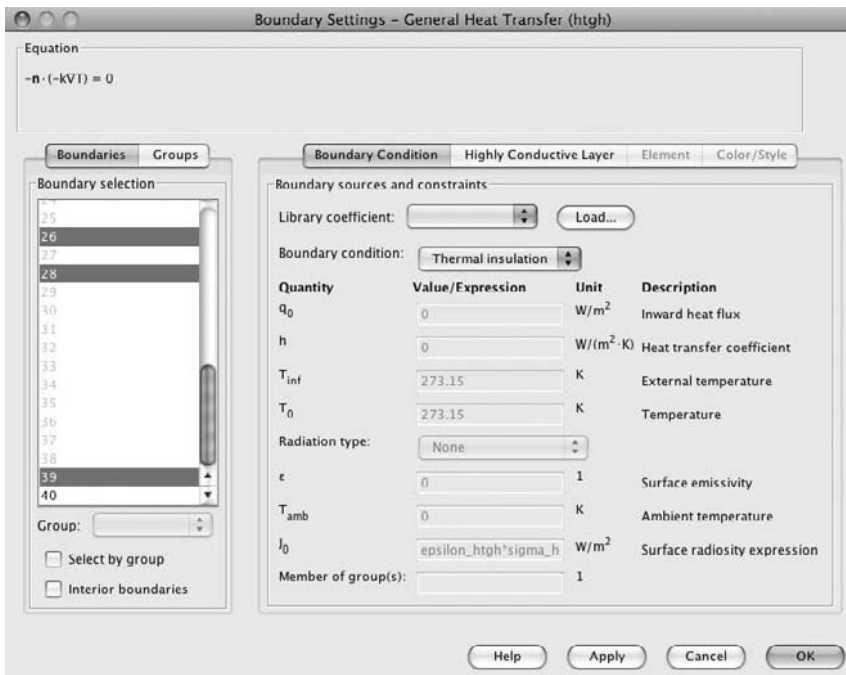 Boundary Settings – General Heat Transfer (htgh)
Equation
-n·(-k∇T) = 0
Boundaries Groups
Boundary selection
24
25
26
27
28
29
30
31
32
33
34
35
36
37
38
39
40
Group:
Select by group
Interior boundaries
Boundary Condition Highly Conductive Layer Element Color/Style
Boundary sources and constraints
Library coefficient: Load...
Boundary condition: Thermal insulation
Quantity Value/Expression Unit Description
q0 0 W/m2 Inward heat flux
h 0 W/(m2·K) Heat transfer coefficient
Tinf 273.15 K External temperature
T0 273.15 K Temperature
Radiation type: None
ε 0 1 Surface emissivity
Tamb 0 K Ambient temperature
J0 epsilon_htgh*sigma_h W/m2 Surface radiosity expression
Member of group(s): 1
Help Apply Cancel OK